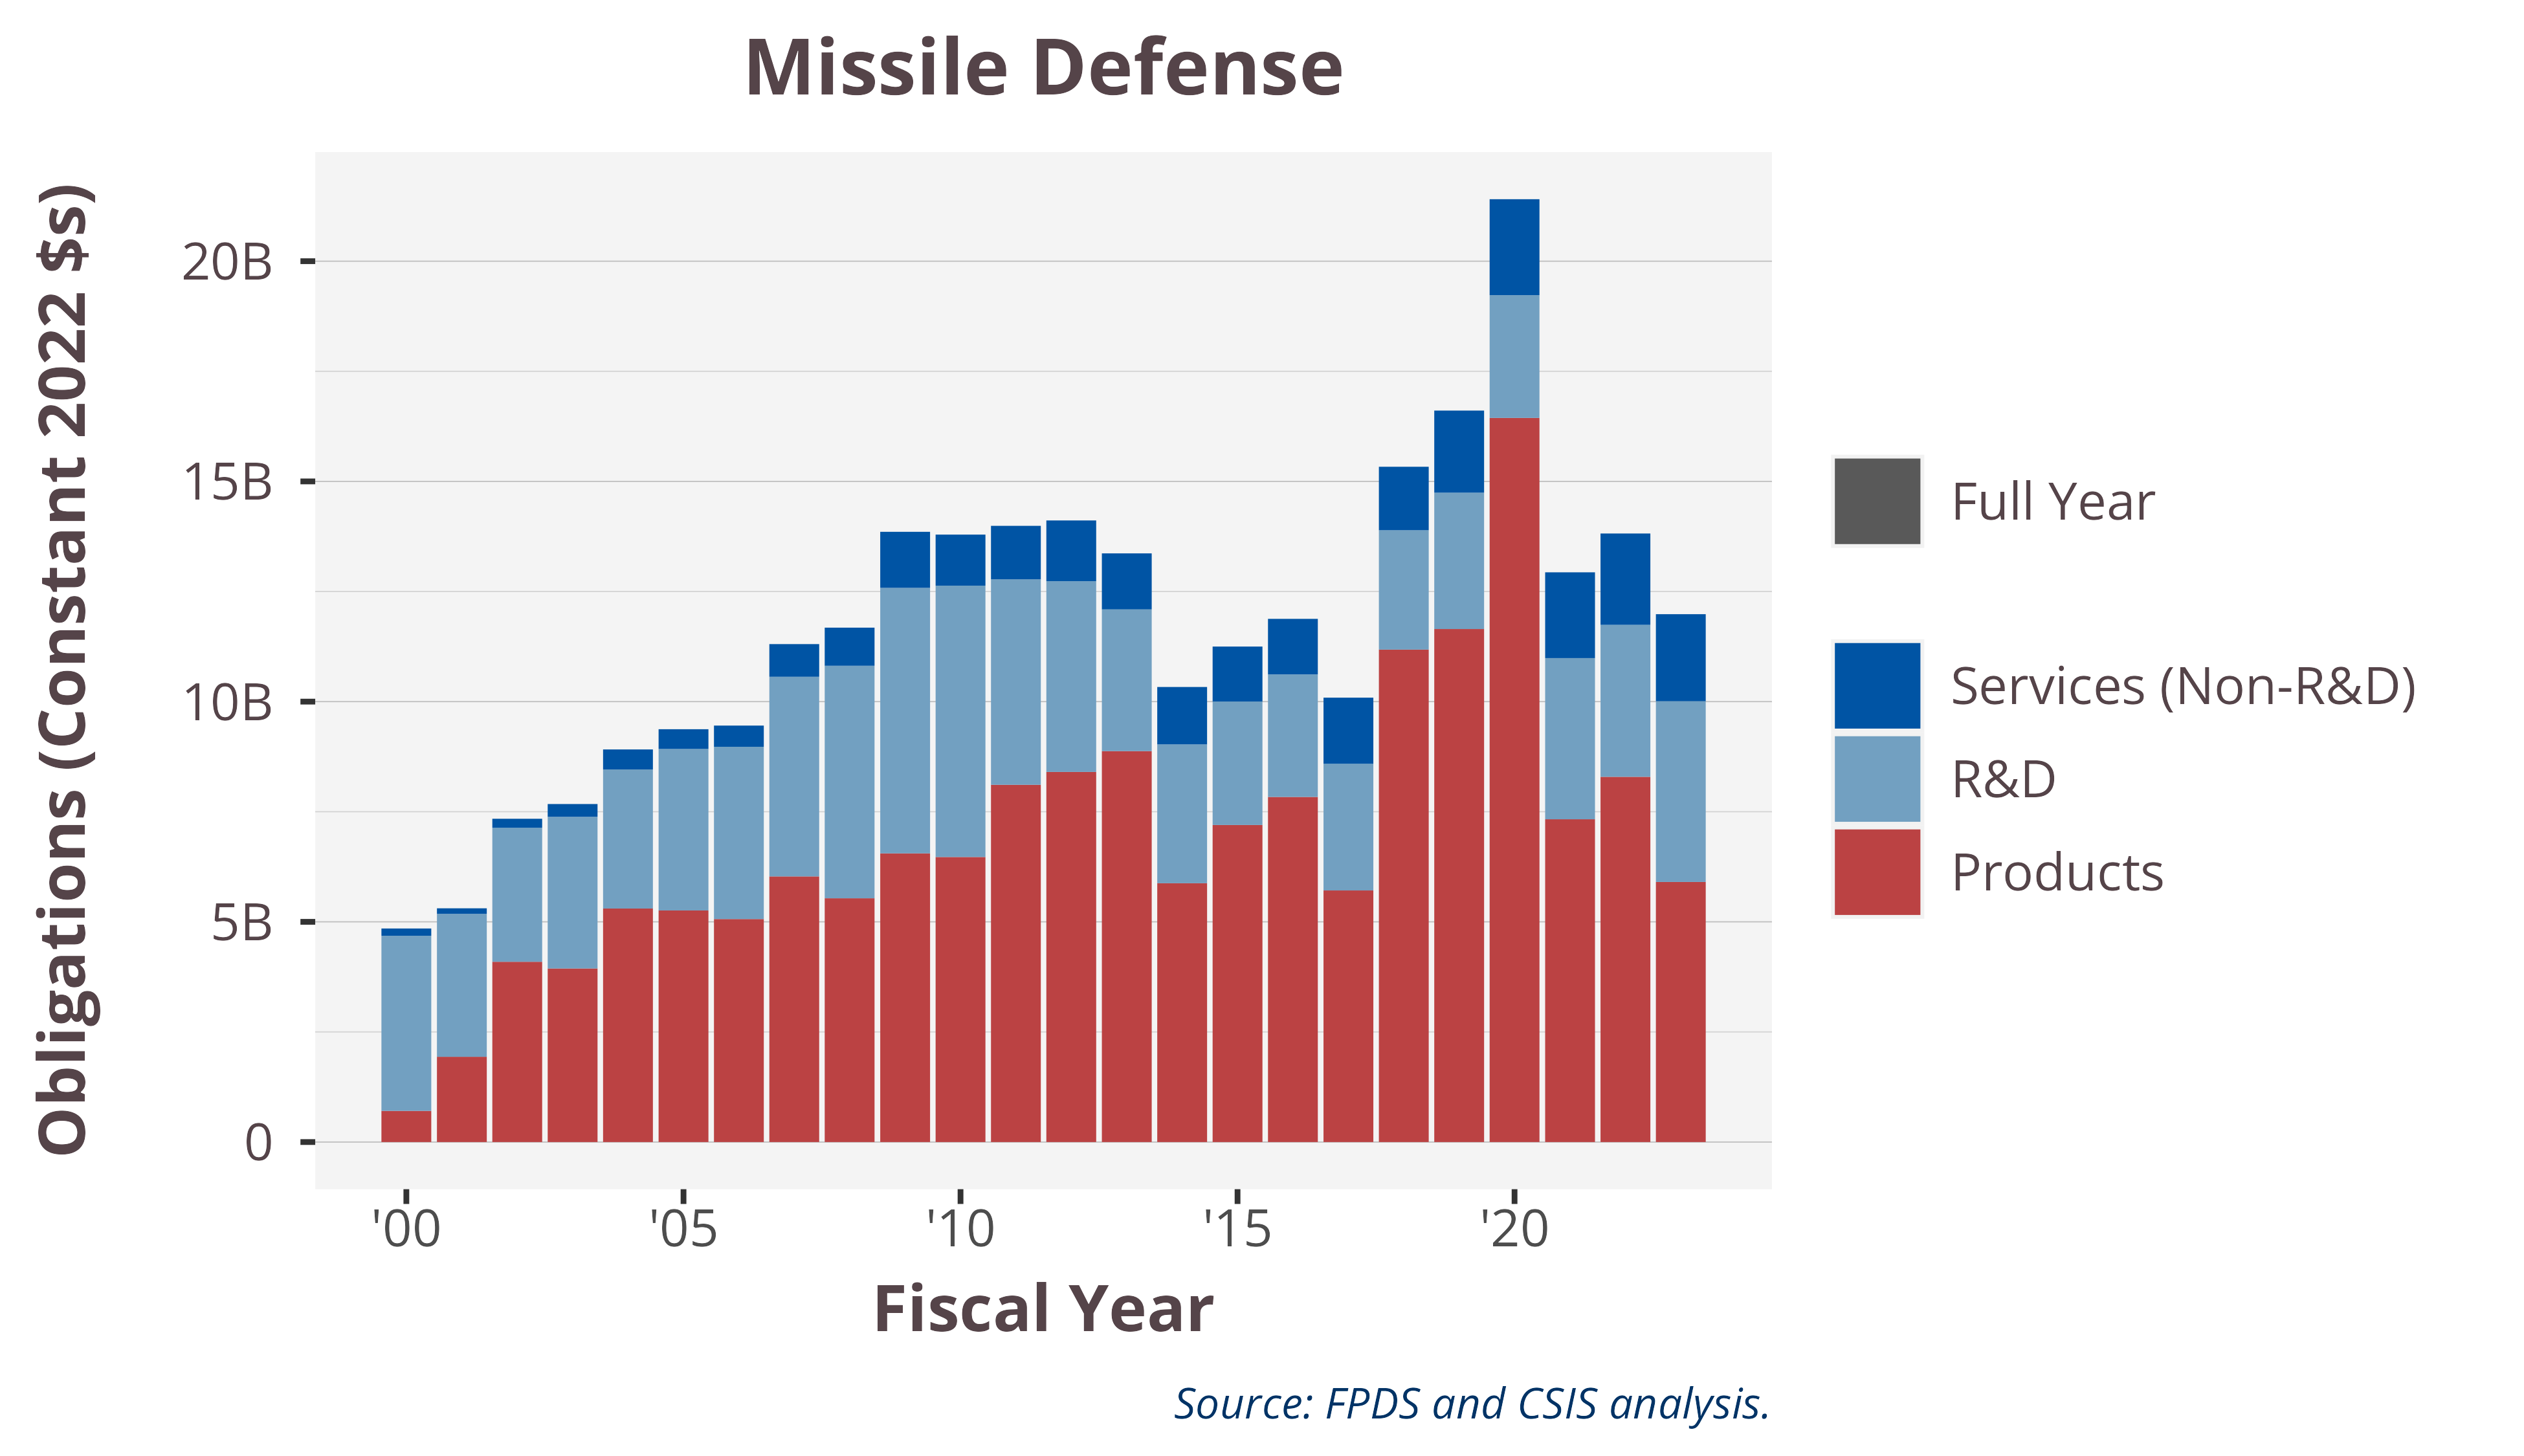 Missile Defense
Obligations (Constant 2022 $s)
20B
15B
10B
5B
0
'00
'05
'10
'15
'20
Fiscal Year
Full Year
Services (Non-R&D)
R&D
Products
Source: FPDS and CSIS analysis.